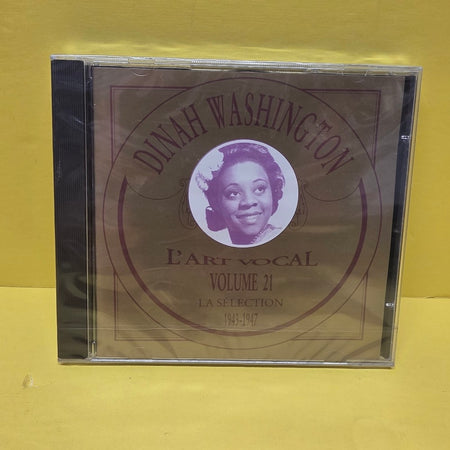 DINAH WASHINGTON
L'ART VOCAL
VOLUME 21
LA SÉLECTION
1943-1947